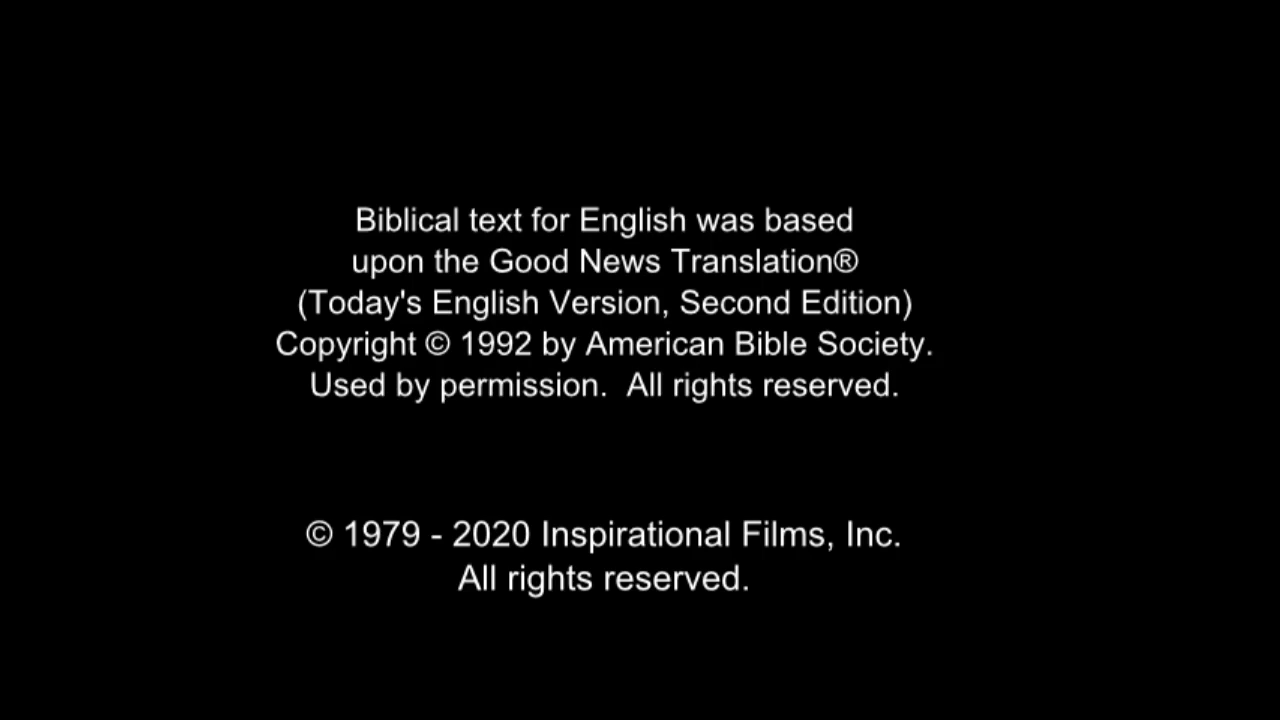 Biblical text for English was based
upon the Good News Translation®
(Today's English Version, Second Edition)
Copyright © 1992 by American Bible Society.
Used by permission.  All rights reserved.
© 1979 - 2020 Inspirational Films, Inc.
All rights reserved.